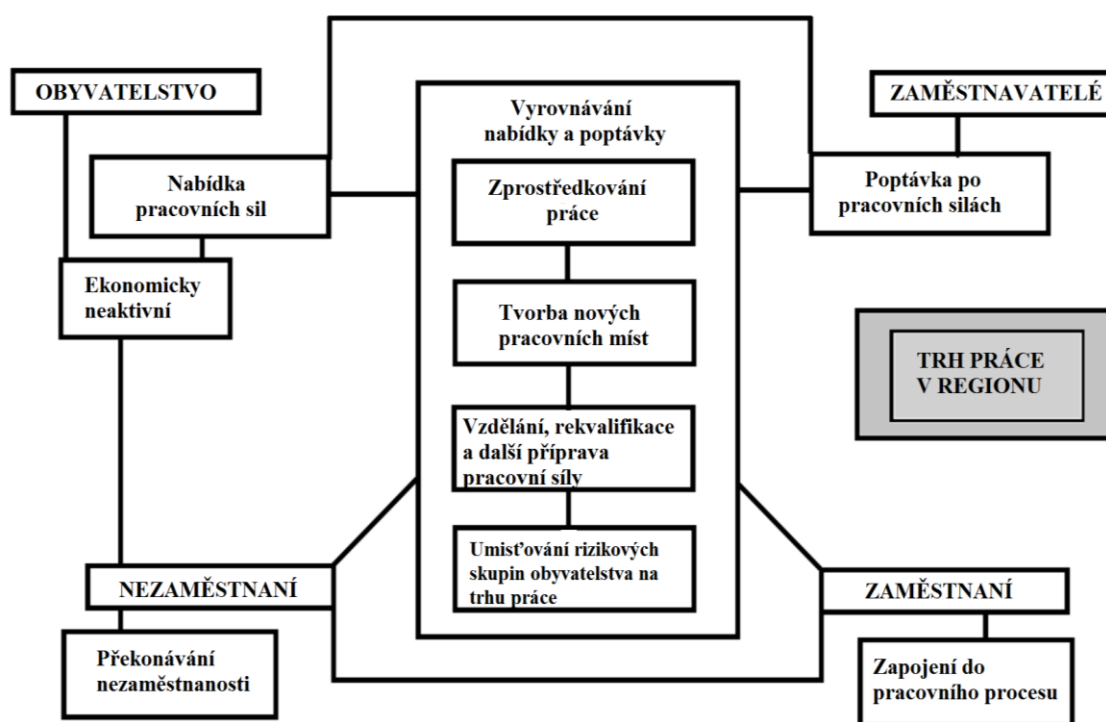 OBYVATELSTVO
Nabídka
pracovních sil
Ekonomicky
neaktivní
Vyrovnávání
nabídky a poptávky
Zprostředkování
práce
Tvorba nových
pracovních míst
Vzdělání, rekvalifikace
a další příprava
pracovní síly
Umisťování rizikových
skupin obyvatelstva na
trhu práce
ZAMĚSTNAVATELÉ
Poptávka po
pracovních silách
TRH PRÁCE
V REGIONU
NEZAMĚSTNANÍ
Překonávání
nezaměstnanosti
ZAMĚSTNANÍ
Zapojení do
pracovního procesu